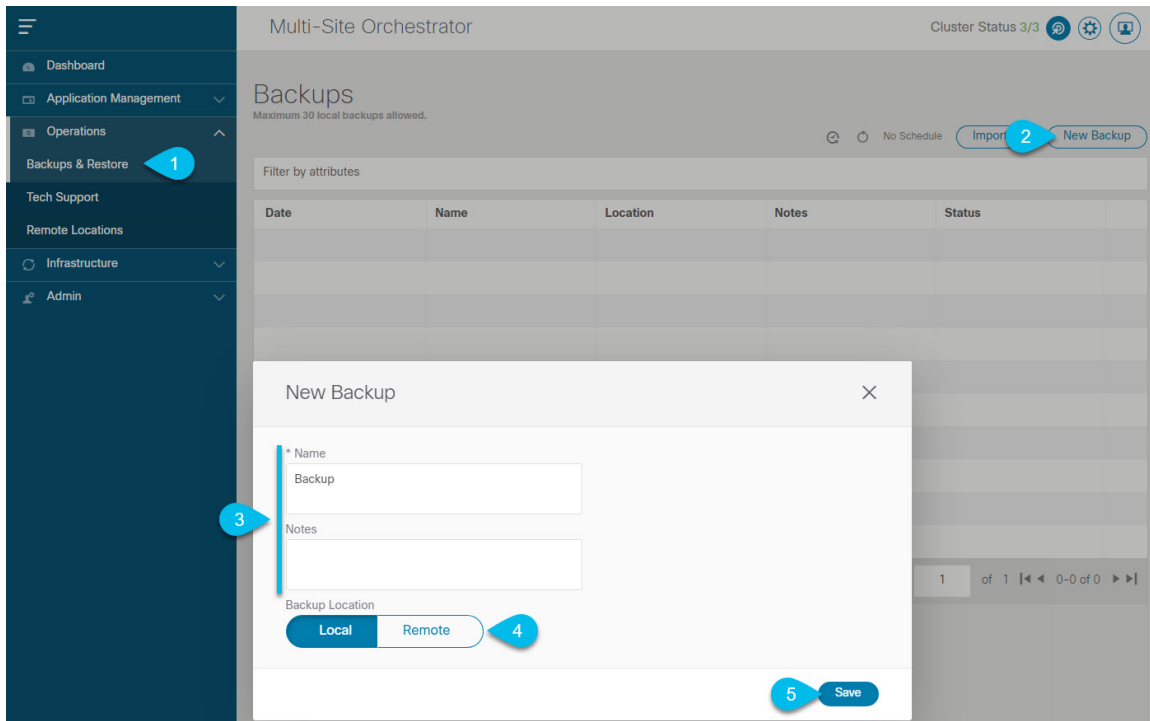 Multi-Site Orchestrator
Cluster Status 3/3
Dashboard
Application Management
Operations
Backups & Restore
1
Tech Support
Remote Locations
Infrastructure
Admin
Backups
Maximum 30 local backups allowed.
No Schedule
Import
2
New Backup
Filter by attributes
Date Name Location Notes Status
New Backup
* Name
Backup
3
Notes
Backup Location
Local Remote
4
1 of 1 0-0 of 0
5
Save